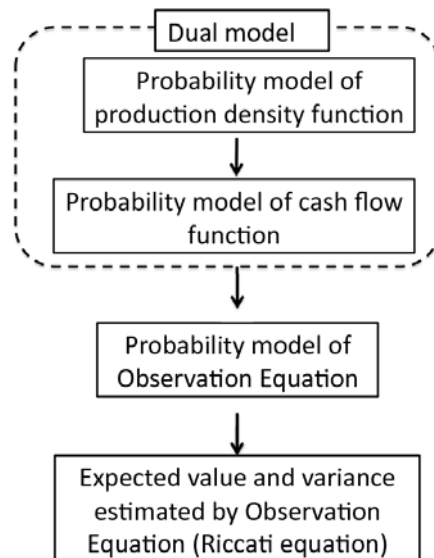 Dual model
Probability model of
production density function
Probability model of cash flow
function
Probability model of
Observation Equation
Expected value and variance
estimated by Observation
Equation (Riccati equation)